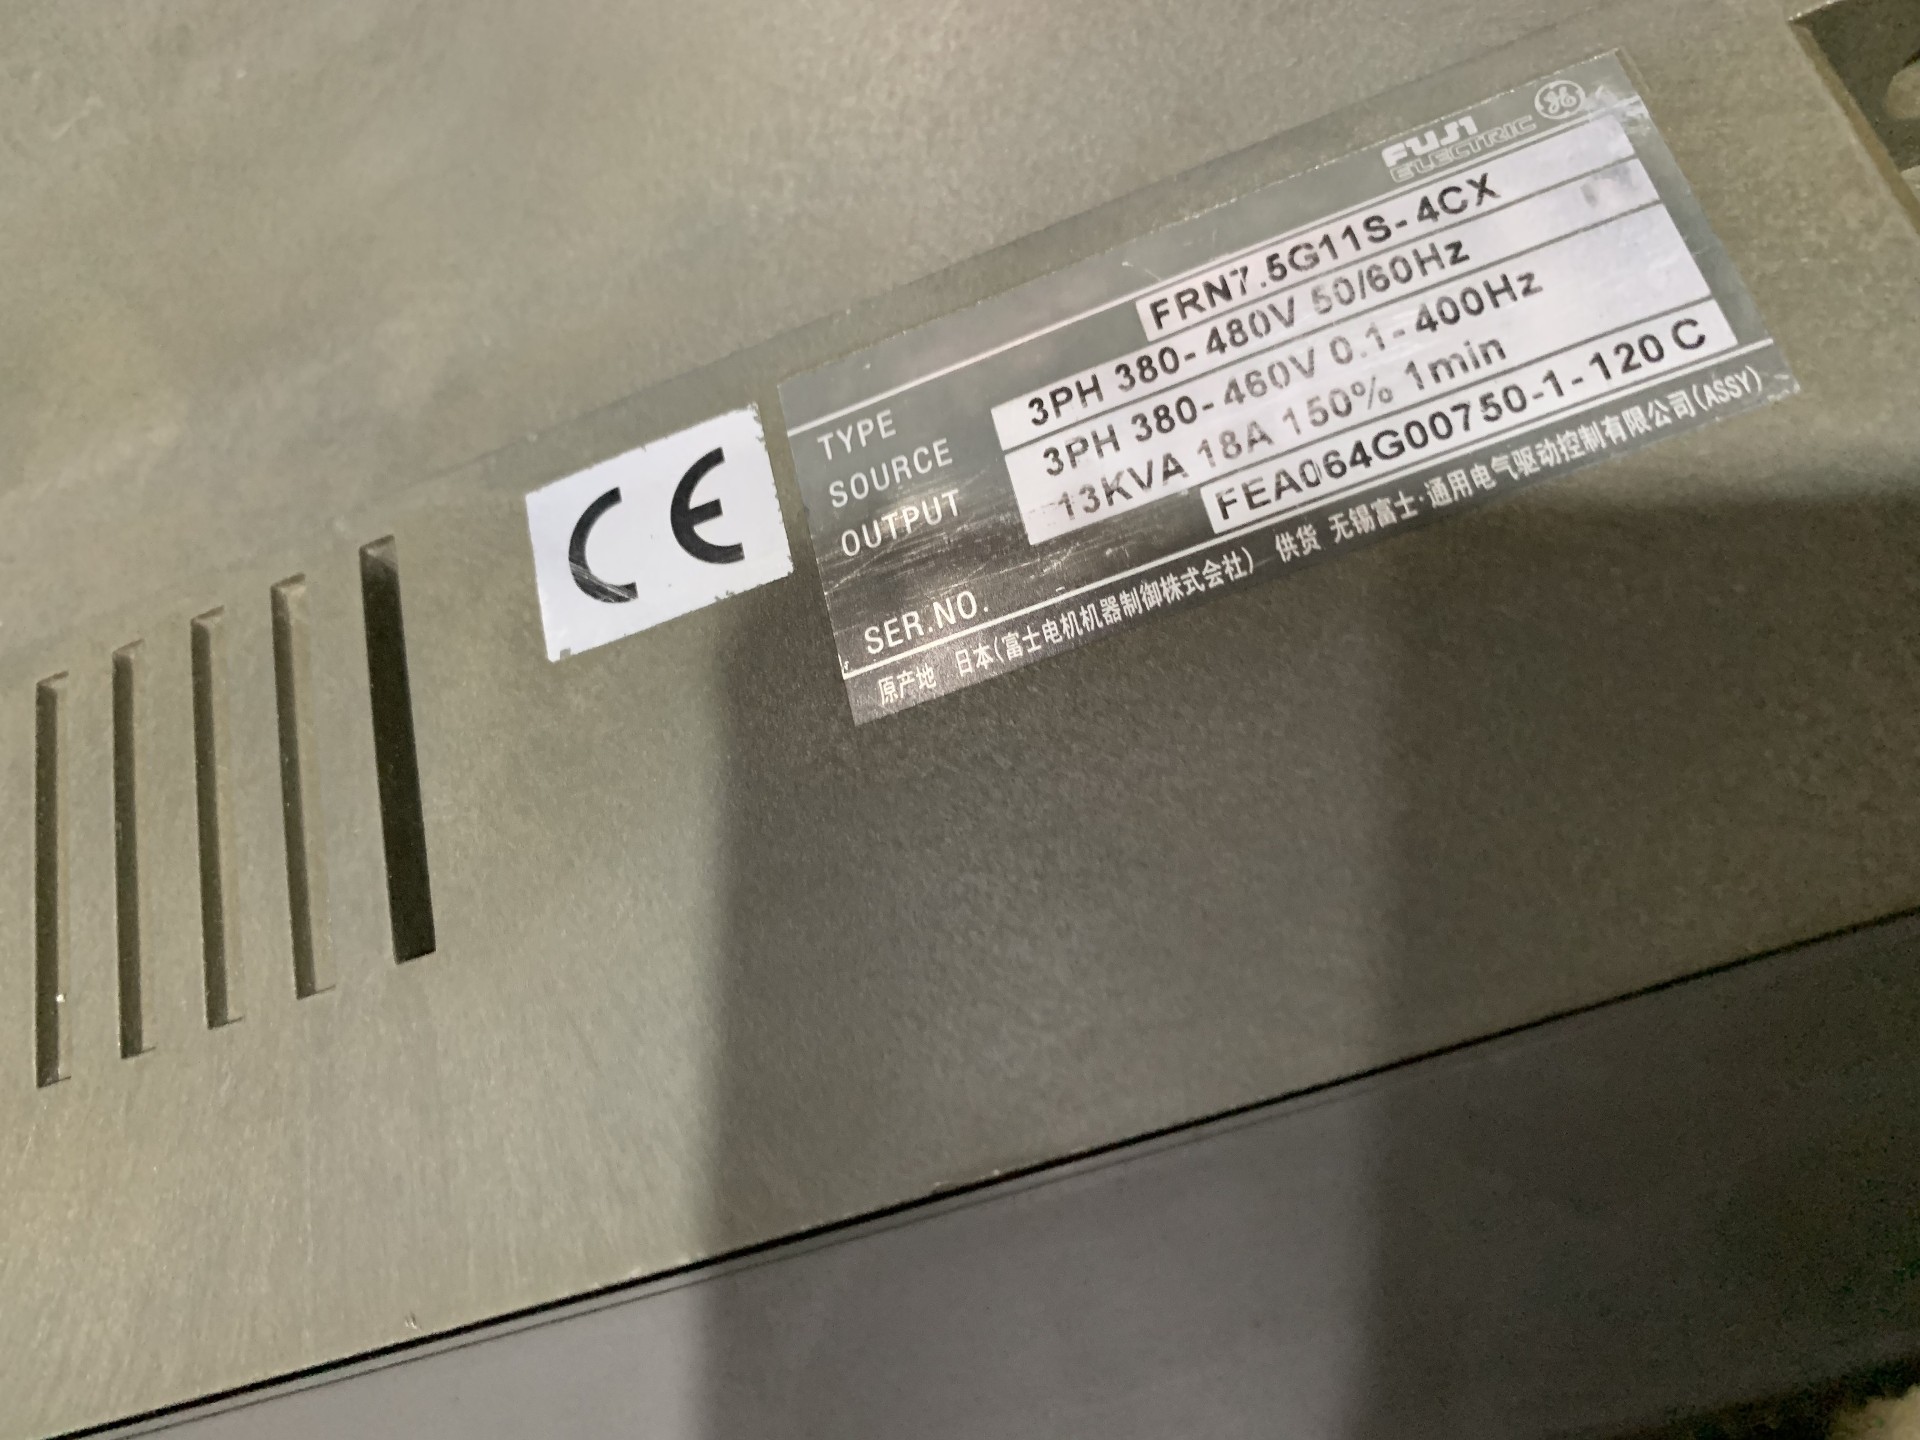 FUJI
ELECTRIC GE
TYPE FRN7.5G11S-4CX
SOURCE 3PH 380-480V 50/60Hz
OUTPUT 3PH 380-460V 0.1-400Hz
13KVA 18A 150% 1min
SER.NO. FEA064G00750-1-120 C
原产地 日本(富士电机机器制御株式会社) 供货 无锡富士·通用电气驱动控制有限公司(ASSY)
CE